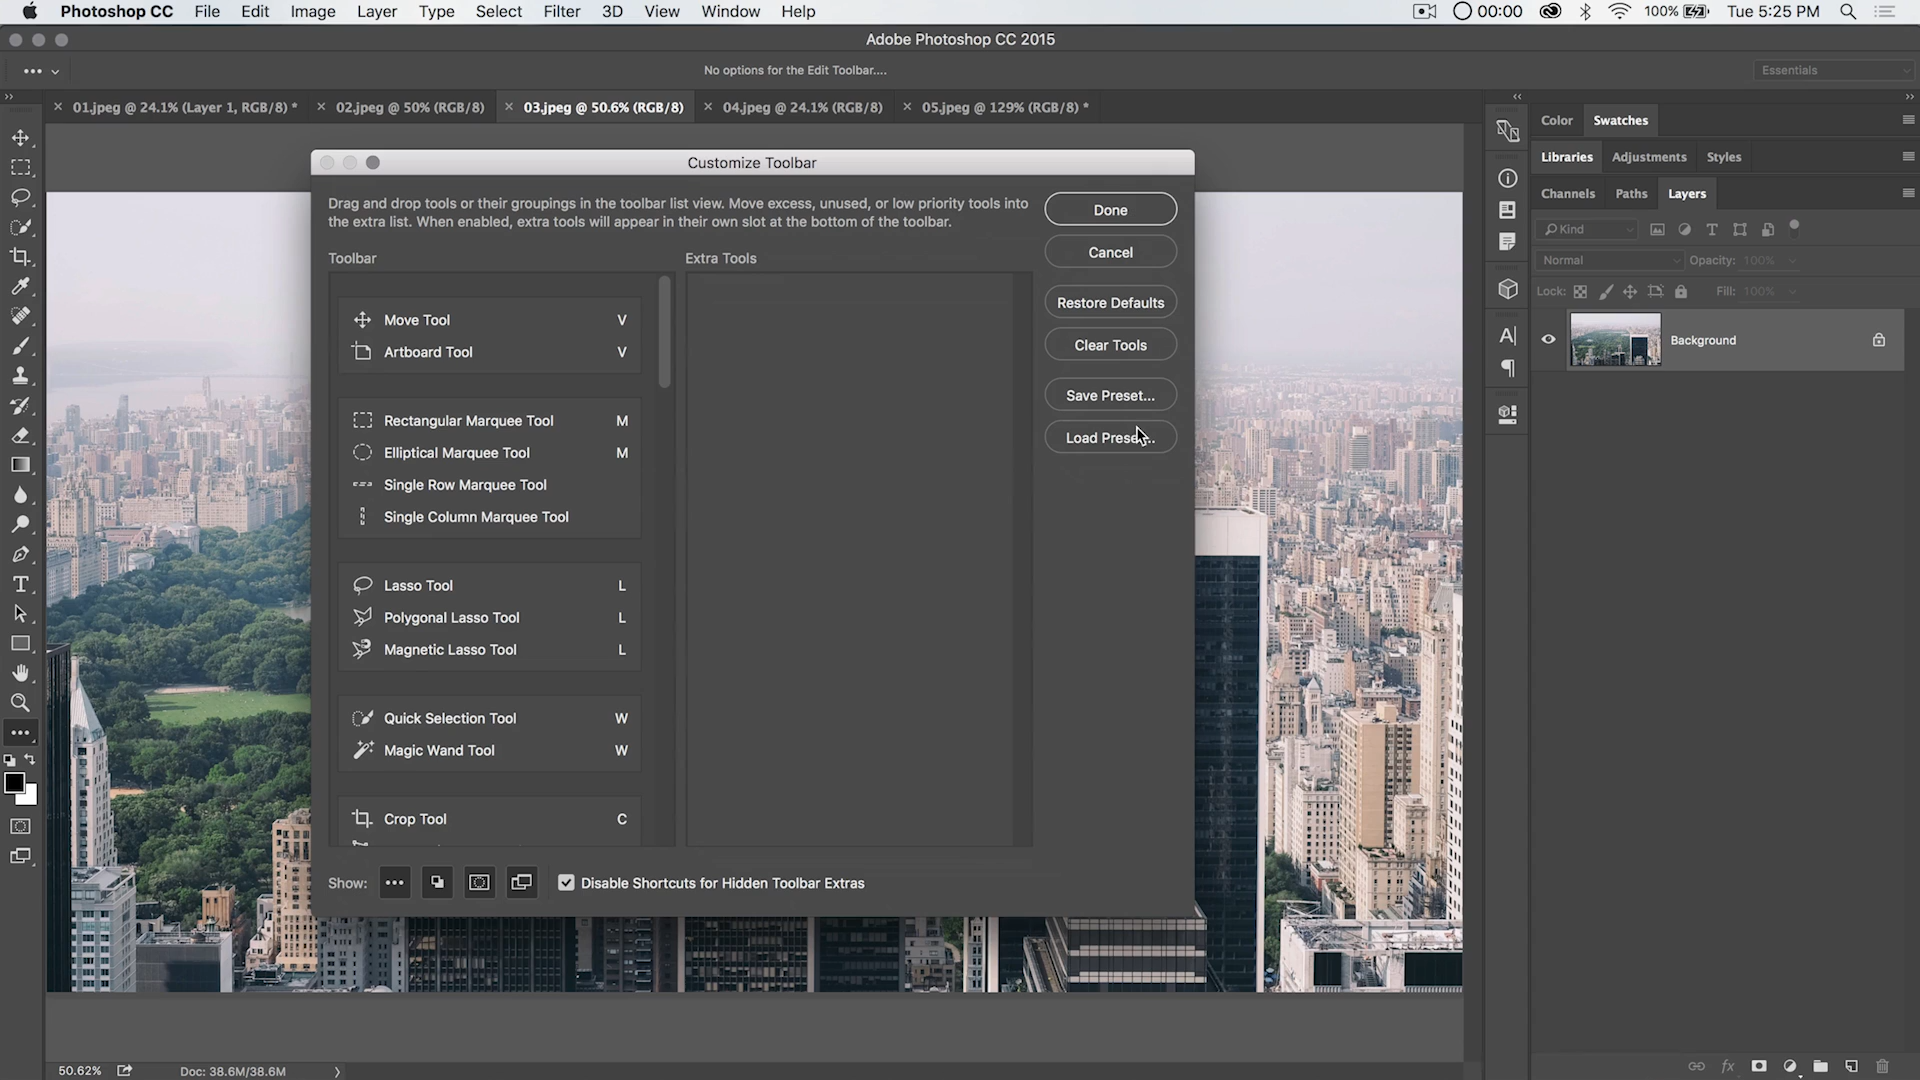 Photoshop CC File Edit Image Layer Type Select Filter 3D View Window Help 00:00 100% Tue 5:25 PM
Adobe Photoshop CC 2015
No options for the Edit Toolbar....
Essentials
01.jpeg @ 24.1% (Layer 1, RGB/8) * 02.jpeg @ 50% (RGB/8) 03.jpeg @ 50.6% (RGB/8) 04.jpeg @ 24.1% (RGB/8) 05.jpeg @ 129% (RGB/8) *
Customize Toolbar
Drag and drop tools or their groupings in the toolbar list view. Move excess, unused, or low priority tools into
the extra list. When enabled, extra tools will appear in their own slot at the bottom of the toolbar.
Toolbar
Extra Tools
Move Tool V
Artboard Tool V
Rectangular Marquee Tool M
Elliptical Marquee Tool M
Single Row Marquee Tool
Single Column Marquee Tool
Lasso Tool L
Polygonal Lasso Tool L
Magnetic Lasso Tool L
Quick Selection Tool W
Magic Wand Tool W
Crop Tool C
Show:
Disable Shortcuts for Hidden Toolbar Extras
Done
Cancel
Restore Defaults
Clear Tools
Save Preset...
Load Preset...
Color Swatches
Libraries Adjustments Styles
Channels Paths Layers
Kind
Normal Opacity: 100%
Lock: Fill: 100%
Background
50.62% Doc: 38.6M/38.6M